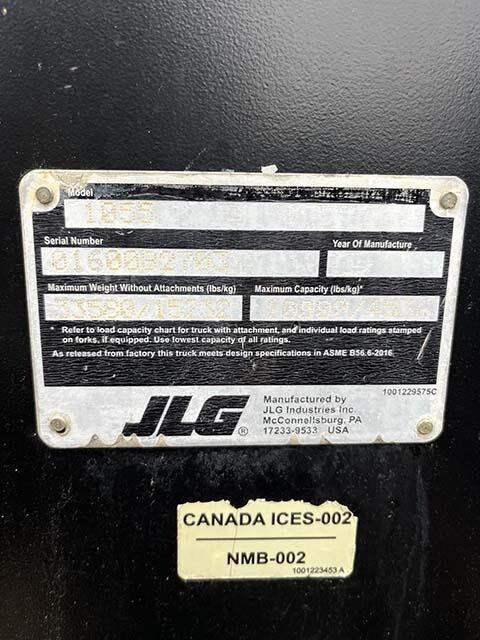 Model
1055
Serial Number
Year Of Manufacture
Maximum Weight Without Attachments (lbs/kg)
Maximum Capacity (lbs/kg)*
* Refer to load capacity chart for truck with attachment, and individual load ratings stamped
on forks, if equipped. Use lowest capacity of all ratings.
As released from factory this truck meets design specifications in ASME B56.6-2016.
1001229575C
JLG®
Manufactured by
JLG Industries Inc.
McConnellsburg, PA
17233-9533 USA
CANADA ICES-002
NMB-002
1001223453 A